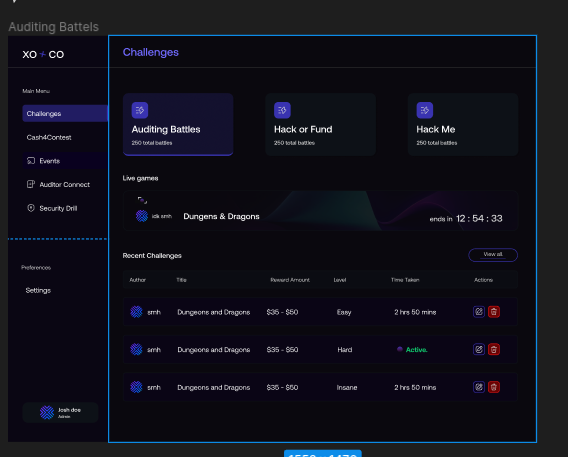 Auditing Battels
XO + CO
Main Menu
Challenges
Cash4Contest
Events
Auditor Connect
Security Drill
Preferences
Settings
Josh doe
Admin
Challenges
Auditing Battles
250 total battles
Hack or Fund
250 total battles
Hack Me
250 total battles
Live games
idk smh Dungens & Dragons ends in 12 : 54 : 33
Recent Challenges View all
Author Title Reward Amount Level Time Taken Actions
smh Dungeons and Dragons $35 - $50 Easy 2 hrs 50 mins
smh Dungeons and Dragons $35 - $50 Hard Active.
smh Dungeons and Dragons $35 - $50 Insane 2 hrs 50 mins